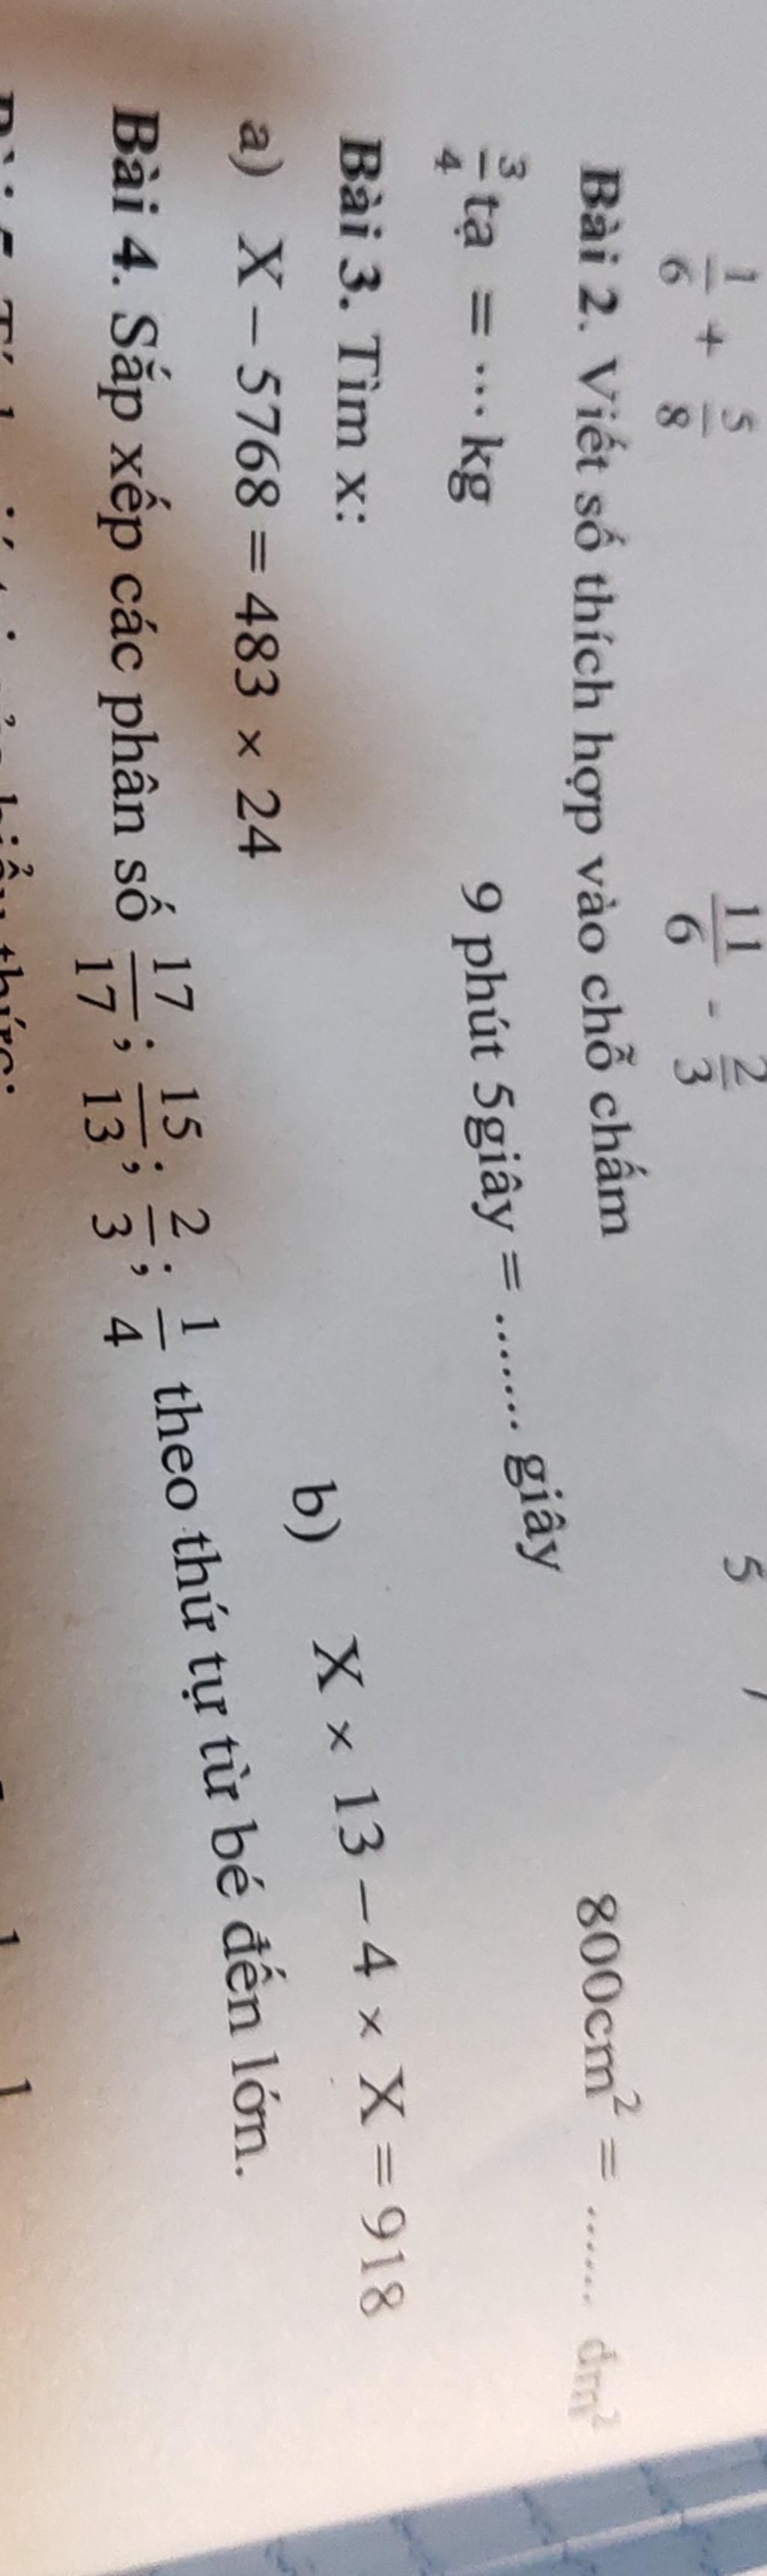 1/6 + 5/8 11/6 - 2/3 5
Bài 2. Viết số thích hợp vào chỗ chấm
3/4 tạ = ... kg 9 phút 5giây = ....... giây 800cm² = ....... dm²
Bài 3. Tìm x:
a) X – 5768 = 483 × 24 b) X × 13 – 4 × X = 918
Bài 4. Sắp xếp các phân số 17/17; 15/13; 2/3; 1/4 theo thứ tự từ bé đến lớn.